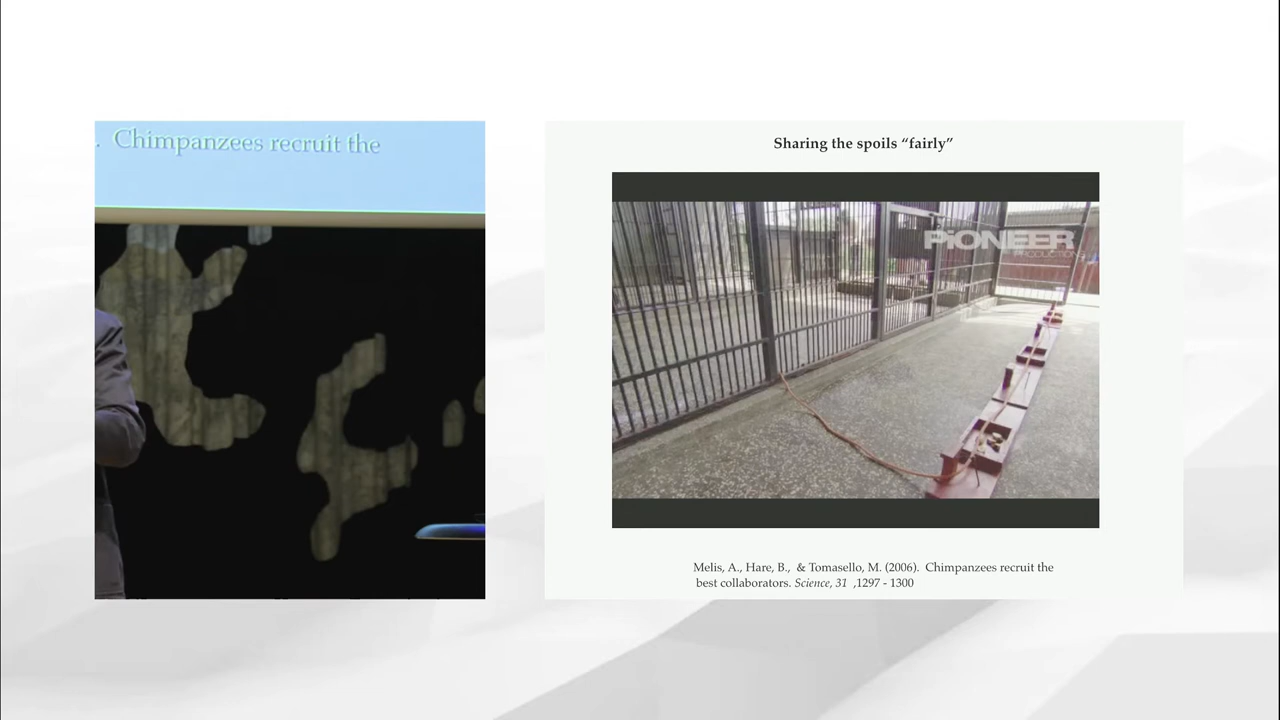 . Chimpanzees recruit the
Sharing the spoils “fairly”
PiONEER
PRODUCTIONS
Melis, A., Hare, B., & Tomasello, M. (2006). Chimpanzees recruit the
best collaborators. Science, 31 ,1297 - 1300